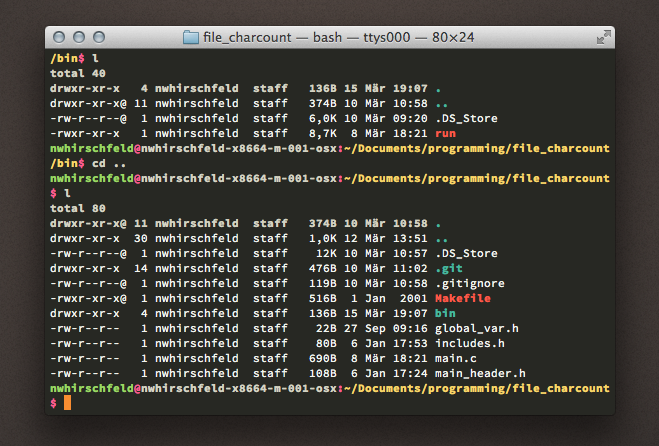 file_charcount — bash — ttys000 — 80×24
/bin$ l
total 40
drwxr-xr-x   4 nwhirschfeld  staff   136B 15 Mär 19:07 .
drwxr-xr-x@ 11 nwhirschfeld  staff   374B 10 Mär 10:58 ..
-rw-r--r--@  1 nwhirschfeld  staff   6,0K 10 Mär 09:20 .DS_Store
-rwxr-xr-x   1 nwhirschfeld  staff   8,7K  8 Mär 18:21 run
nwhirschfeld@nwhirschfeld-x8664-m-001-osx:~/Documents/programming/file_charcount
/bin$ cd ..
nwhirschfeld@nwhirschfeld-x8664-m-001-osx:~/Documents/programming/file_charcount
$ l
total 80
drwxr-xr-x@ 11 nwhirschfeld  staff   374B 10 Mär 10:58 .
drwxr-xr-x  30 nwhirschfeld  staff   1,0K 12 Mär 13:51 ..
-rw-r--r--@  1 nwhirschfeld  staff    12K 10 Mär 10:57 .DS_Store
drwxr-xr-x  14 nwhirschfeld  staff   476B 10 Mär 11:02 .git
-rw-r--r--@  1 nwhirschfeld  staff   119B 10 Mär 10:58 .gitignore
-rwxr-xr-x@  1 nwhirschfeld  staff   516B  1 Jan  2001 Makefile
drwxr-xr-x   4 nwhirschfeld  staff   136B 15 Mär 19:07 bin
-rw-r--r--   1 nwhirschfeld  staff    22B 27 Sep 09:16 global_var.h
-rw-r--r--   1 nwhirschfeld  staff    80B  6 Jan 17:53 includes.h
-rw-r--r--   1 nwhirschfeld  staff   690B  8 Mär 18:21 main.c
-rw-r--r--   1 nwhirschfeld  staff   108B  6 Jan 17:24 main_header.h
nwhirschfeld@nwhirschfeld-x8664-m-001-osx:~/Documents/programming/file_charcount
$